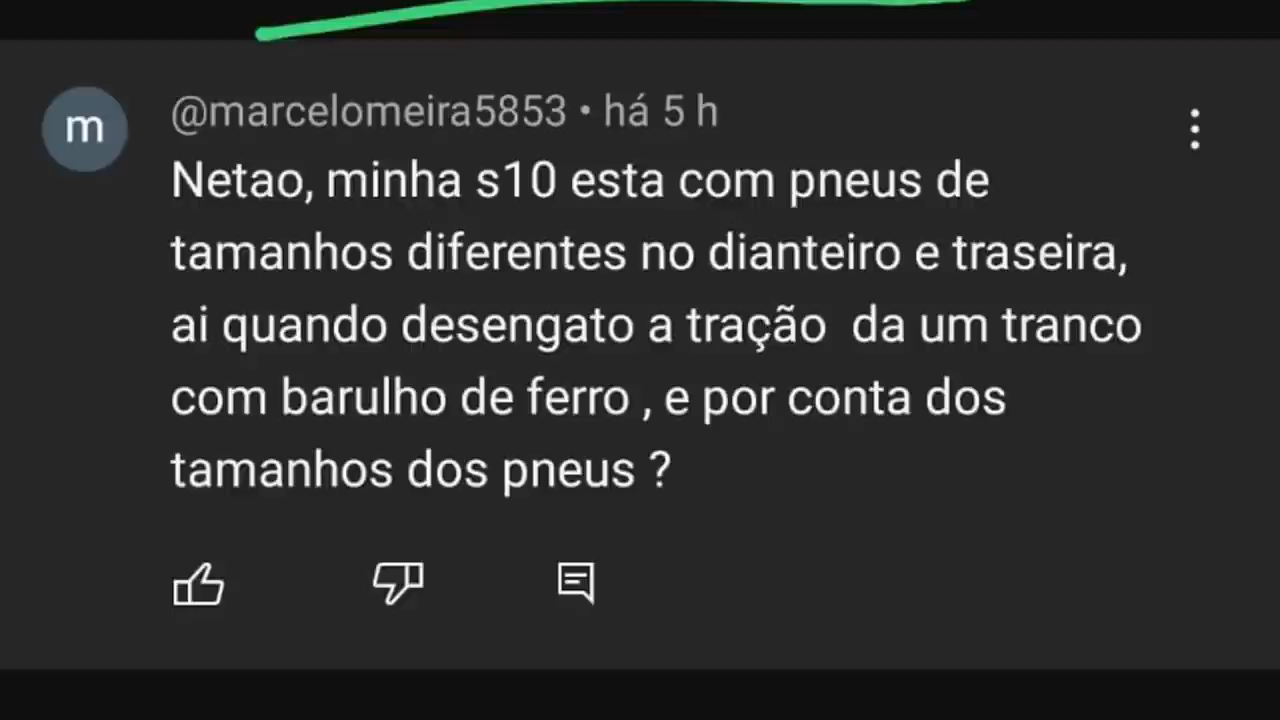 m
@marcelomeira5853 • há 5 h
Netao, minha s10 esta com pneus de
tamanhos diferentes no dianteiro e traseira,
ai quando desengato a tração  da um tranco
com barulho de ferro , e por conta dos
tamanhos dos pneus ?